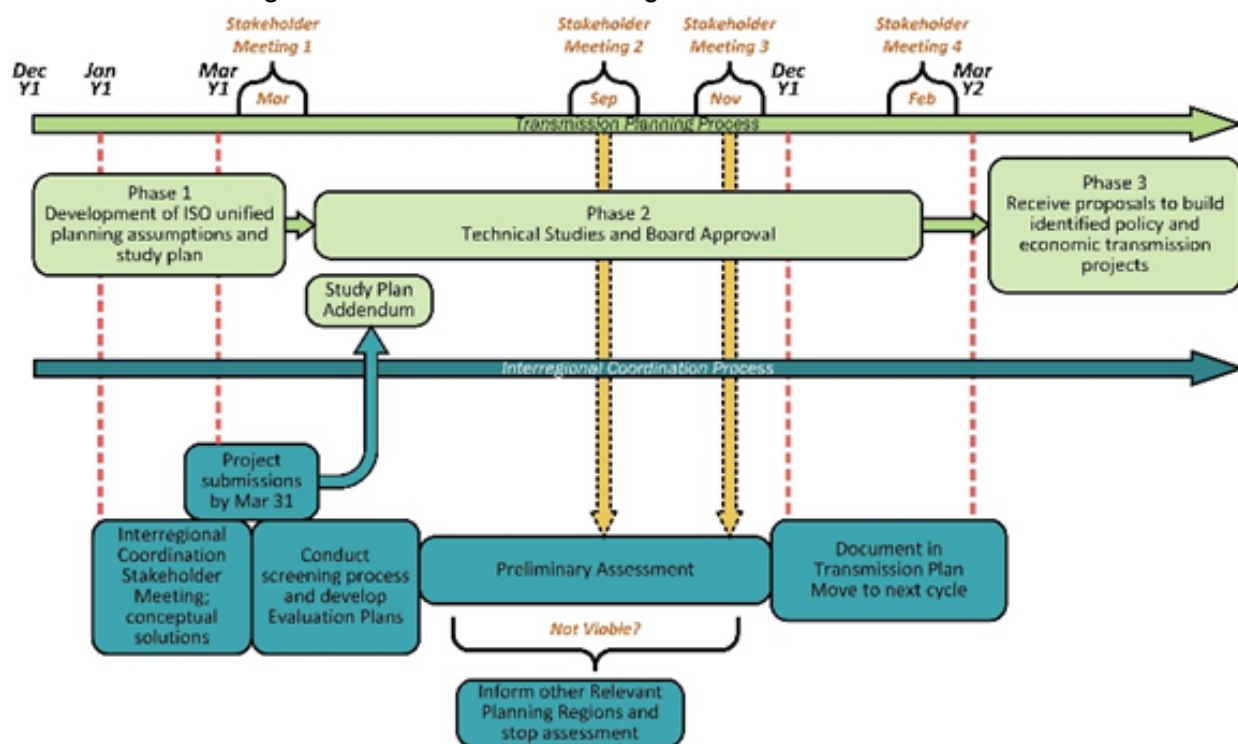 Stakeholder
Meeting 1
Stakeholder
Meeting 2
Stakeholder
Meeting 3
Stakeholder
Meeting 4
Dec
Y1
Jan
Y1
Mar
Y1
Mar
Sep
Nov
Dec
Y1
Feb
Mar
Y2
Transmission Planning Process
Phase 1
Development of ISO unified
planning assumptions and
study plan
Phase 2
Technical Studies and Board Approval
Phase 3
Receive proposals to build
identified policy and
economic transmission
projects
Study Plan
Addendum
Interregional Coordination Process
Project
submissions
by Mar 31
Interregional
Coordination
Stakeholder
Meeting;
conceptual
solutions
Conduct
screening process
and develop
Evaluation Plans
Preliminary Assessment
Document in
Transmission Plan
Move to next cycle
Not Viable?
Inform other Relevant
Planning Regions and
stop assessment